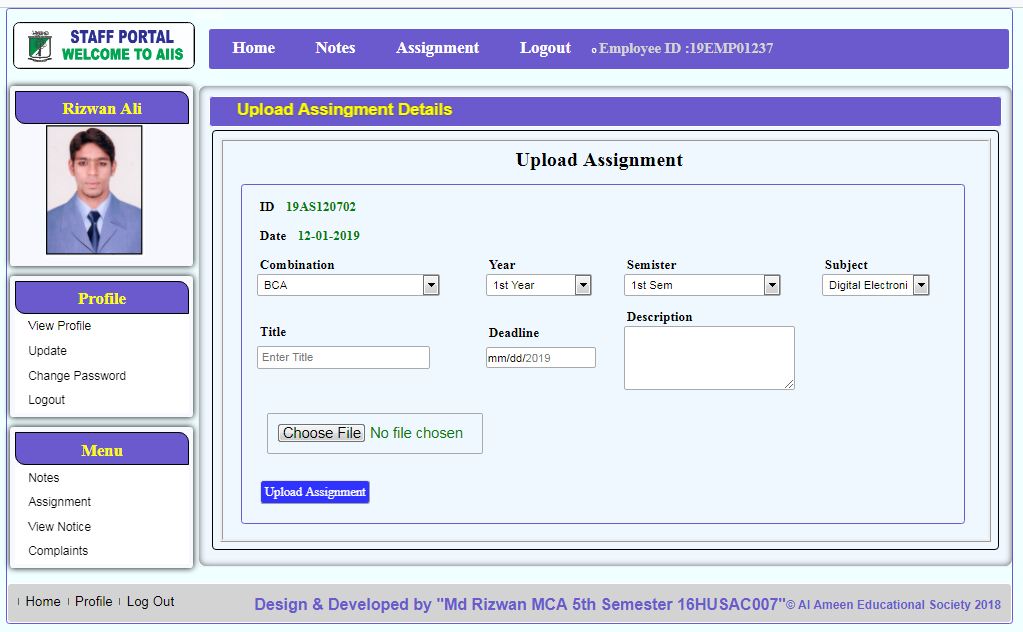 STAFF PORTAL
WELCOME TO AIIS
Home Notes Assignment Logout Employee ID :19EMP01237
Rizwan Ali
Profile
View Profile
Update
Change Password
Logout
Menu
Notes
Assignment
View Notice
Complaints
Upload Assingment Details
Upload Assignment
ID 19AS120702
Date 12-01-2019
Combination Year Semister Subject
BCA 1st Year 1st Sem Digital Electroni
Title Deadline Description
Enter Title mm/dd/2019
Choose File No file chosen
Upload Assignment
Home Profile Log Out Design & Developed by "Md Rizwan MCA 5th Semester 16HUSAC007"© Al Ameen Educational Society 2018